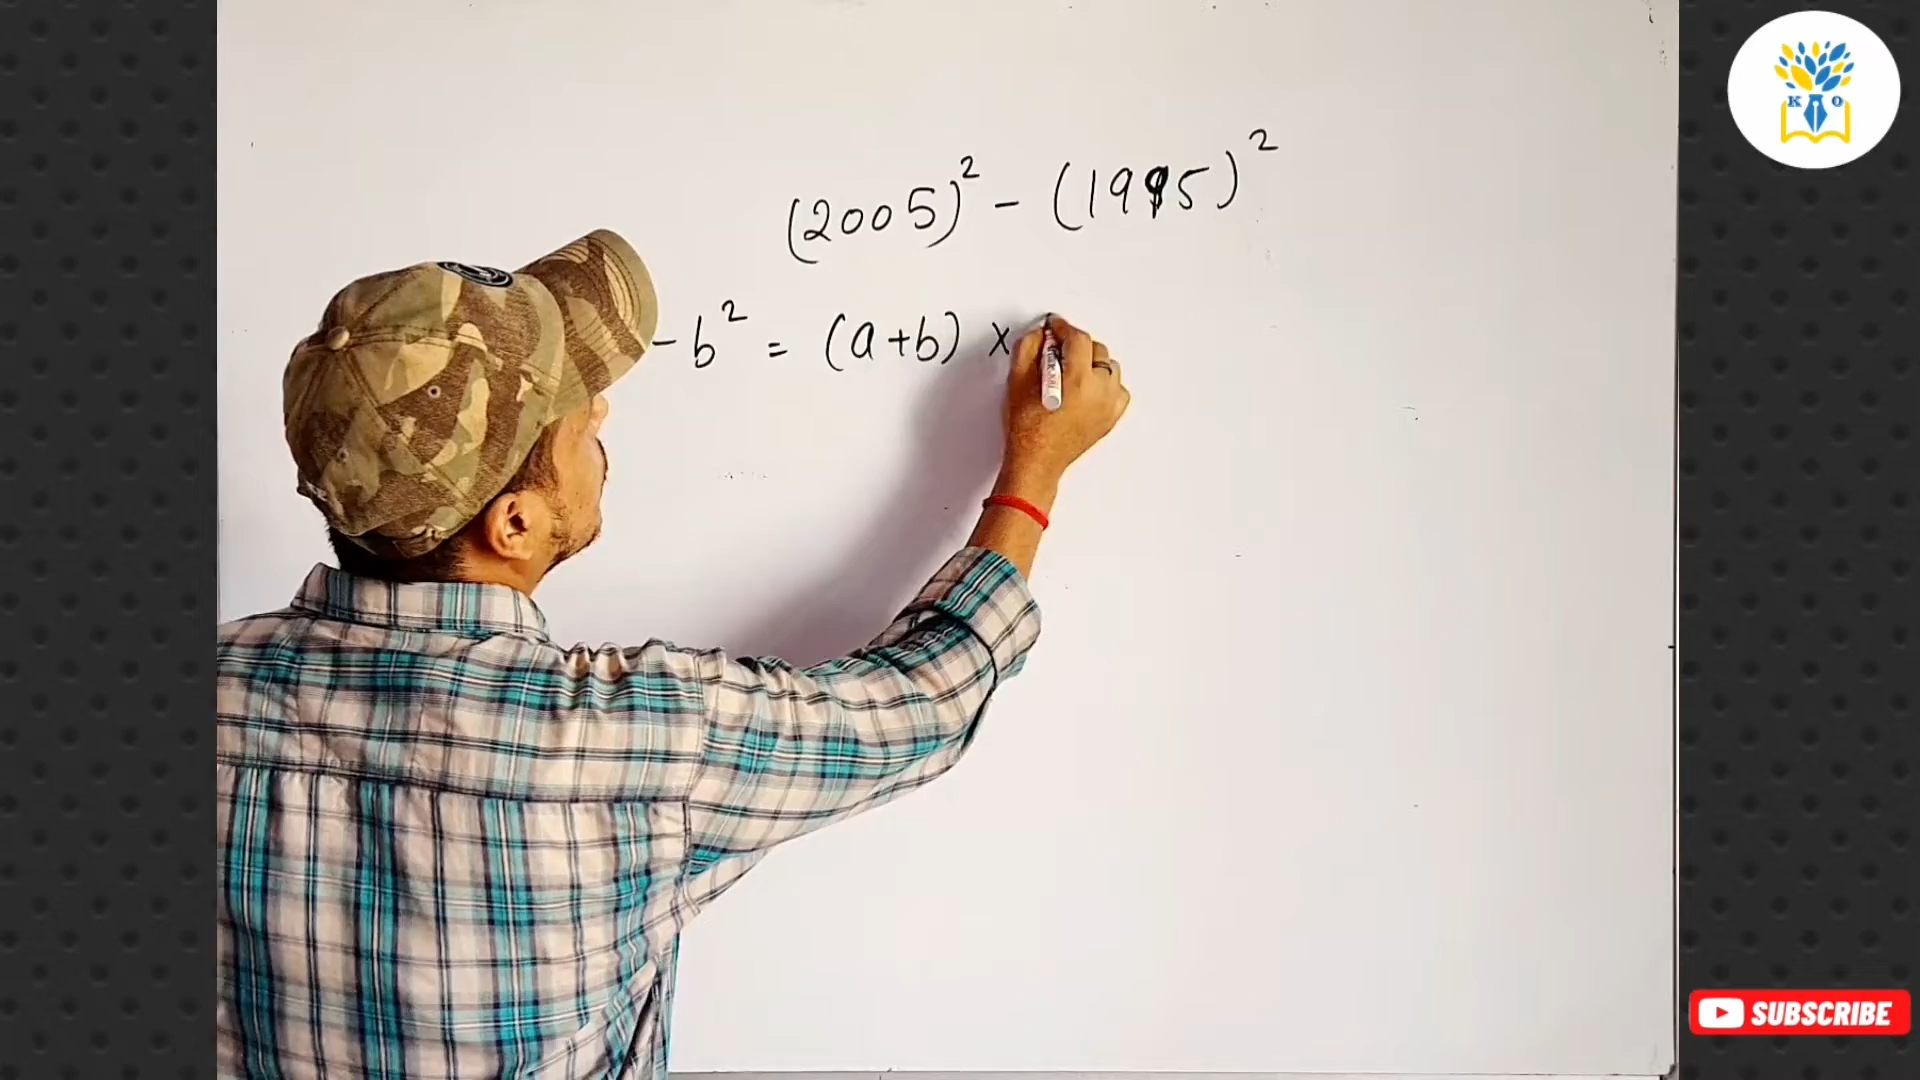 K O
(2005)² - (1995)²
- b² = (a+b) ×
SUBSCRIBE